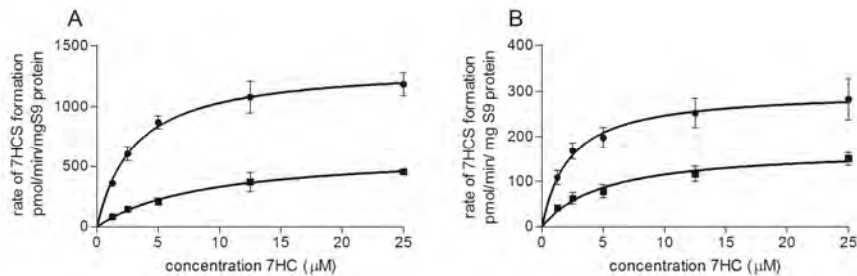 A
rate of 7HCS formation
pmol/min/mgS9 protein
1500
1000
500
0
0
5
10
15
20
25
concentration 7HC (μM)
B
rate of 7HCS formation
pmol/min/ mg S9 protein
400
300
200
100
0
0
5
10
15
20
25
concentration 7HC (μM)